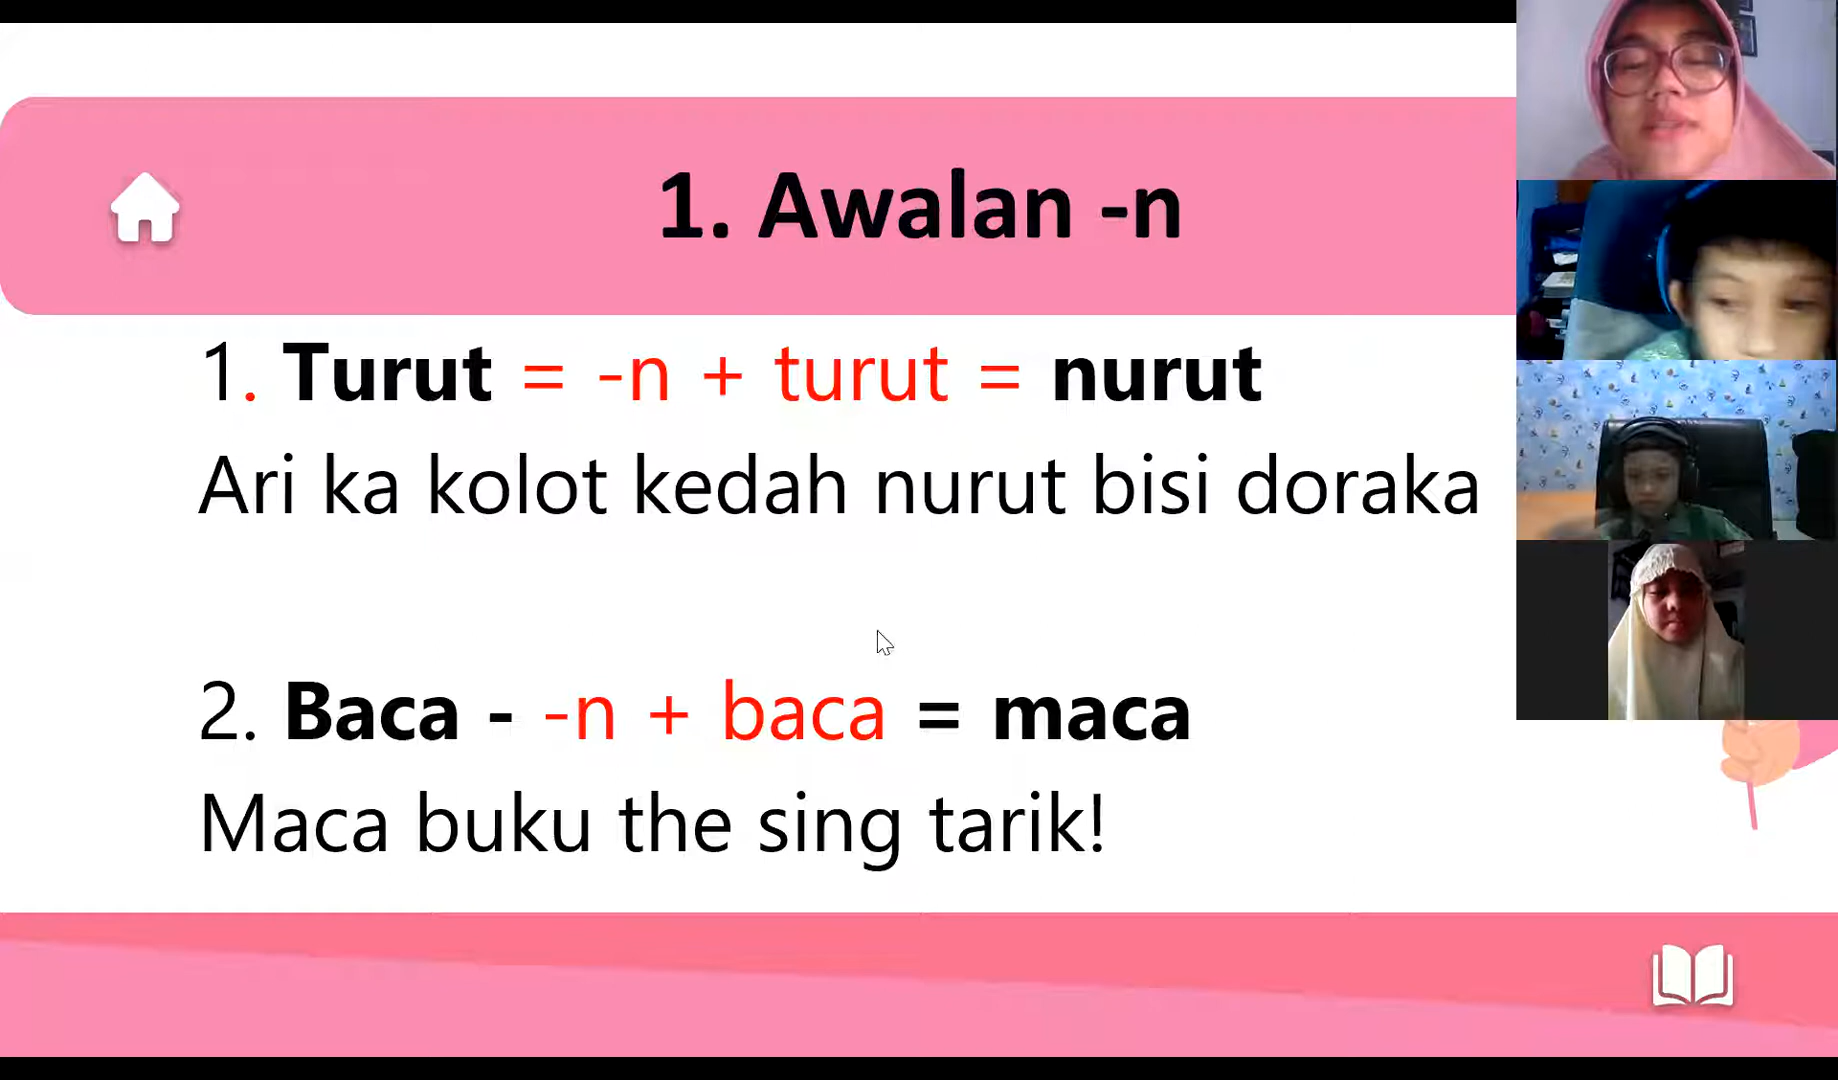 1. Awalan -n
1. Turut = -n + turut = nurut
Ari ka kolot kedah nurut bisi doraka
2. Baca - -n + baca = maca
Maca buku the sing tarik!